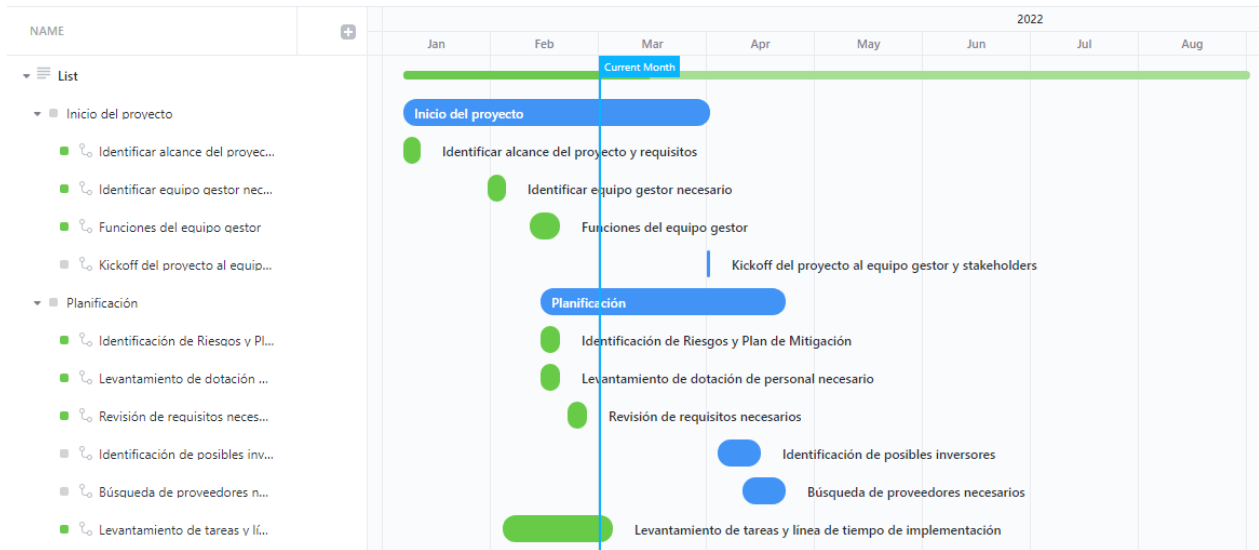 2022
NAME
Jan Feb Mar Apr May Jun Jul Aug
Current Month
List
Inicio del proyecto
Inicio del proyecto
Identificar alcance del proyec...
Identificar alcance del proyecto y requisitos
Identificar equipo gestor nec...
Identificar equipo gestor necesario
Funciones del equipo gestor
Funciones del equipo gestor
Kickoff del proyecto al equip...
Kickoff del proyecto al equipo gestor y stakeholders
Planificación
Planificación
Identificación de Riesgos y Pl...
Identificación de Riesgos y Plan de Mitigación
Levantamiento de dotación ...
Levantamiento de dotación de personal necesario
Revisión de requisitos neces...
Revisión de requisitos necesarios
Identificación de posibles inv...
Identificación de posibles inversores
Búsqueda de proveedores n...
Búsqueda de proveedores necesarios
Levantamiento de tareas y lí...
Levantamiento de tareas y línea de tiempo de implementación